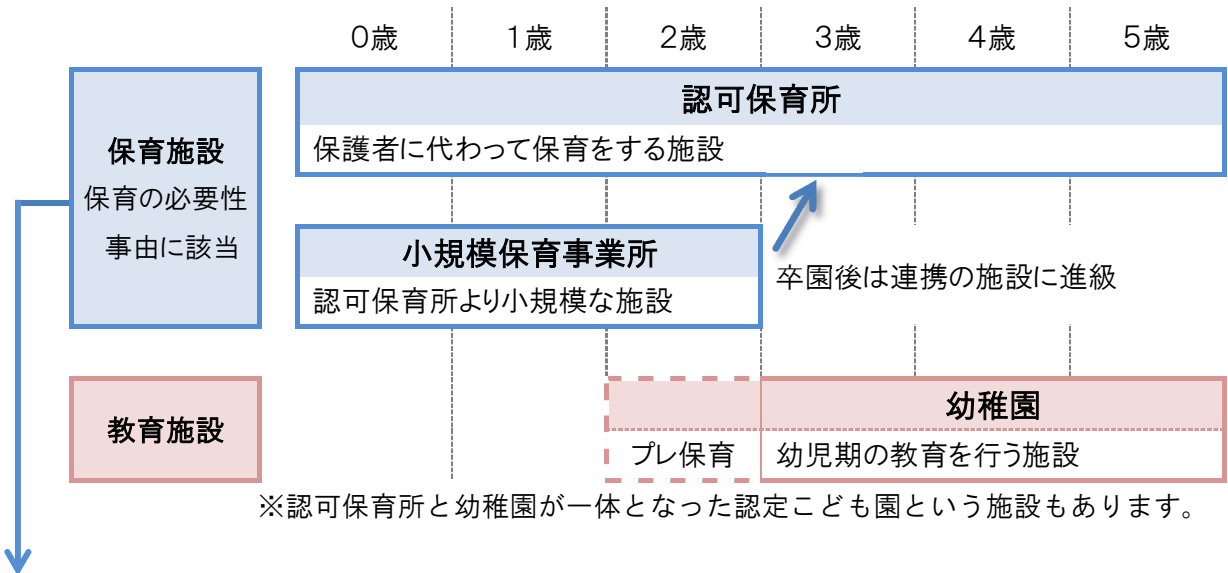 0歳 1歳 2歳 3歳 4歳 5歳
保育施設
保育の必要性
事由に該当
認可保育所
保護者に代わって保育をする施設
小規模保育事業所
認可保育所より小規模な施設
卒園後は連携の施設に進級
教育施設
幼稚園
プレ保育
幼児期の教育を行う施設
※認可保育所と幼稚園が一体となった認定こども園という施設もあります。